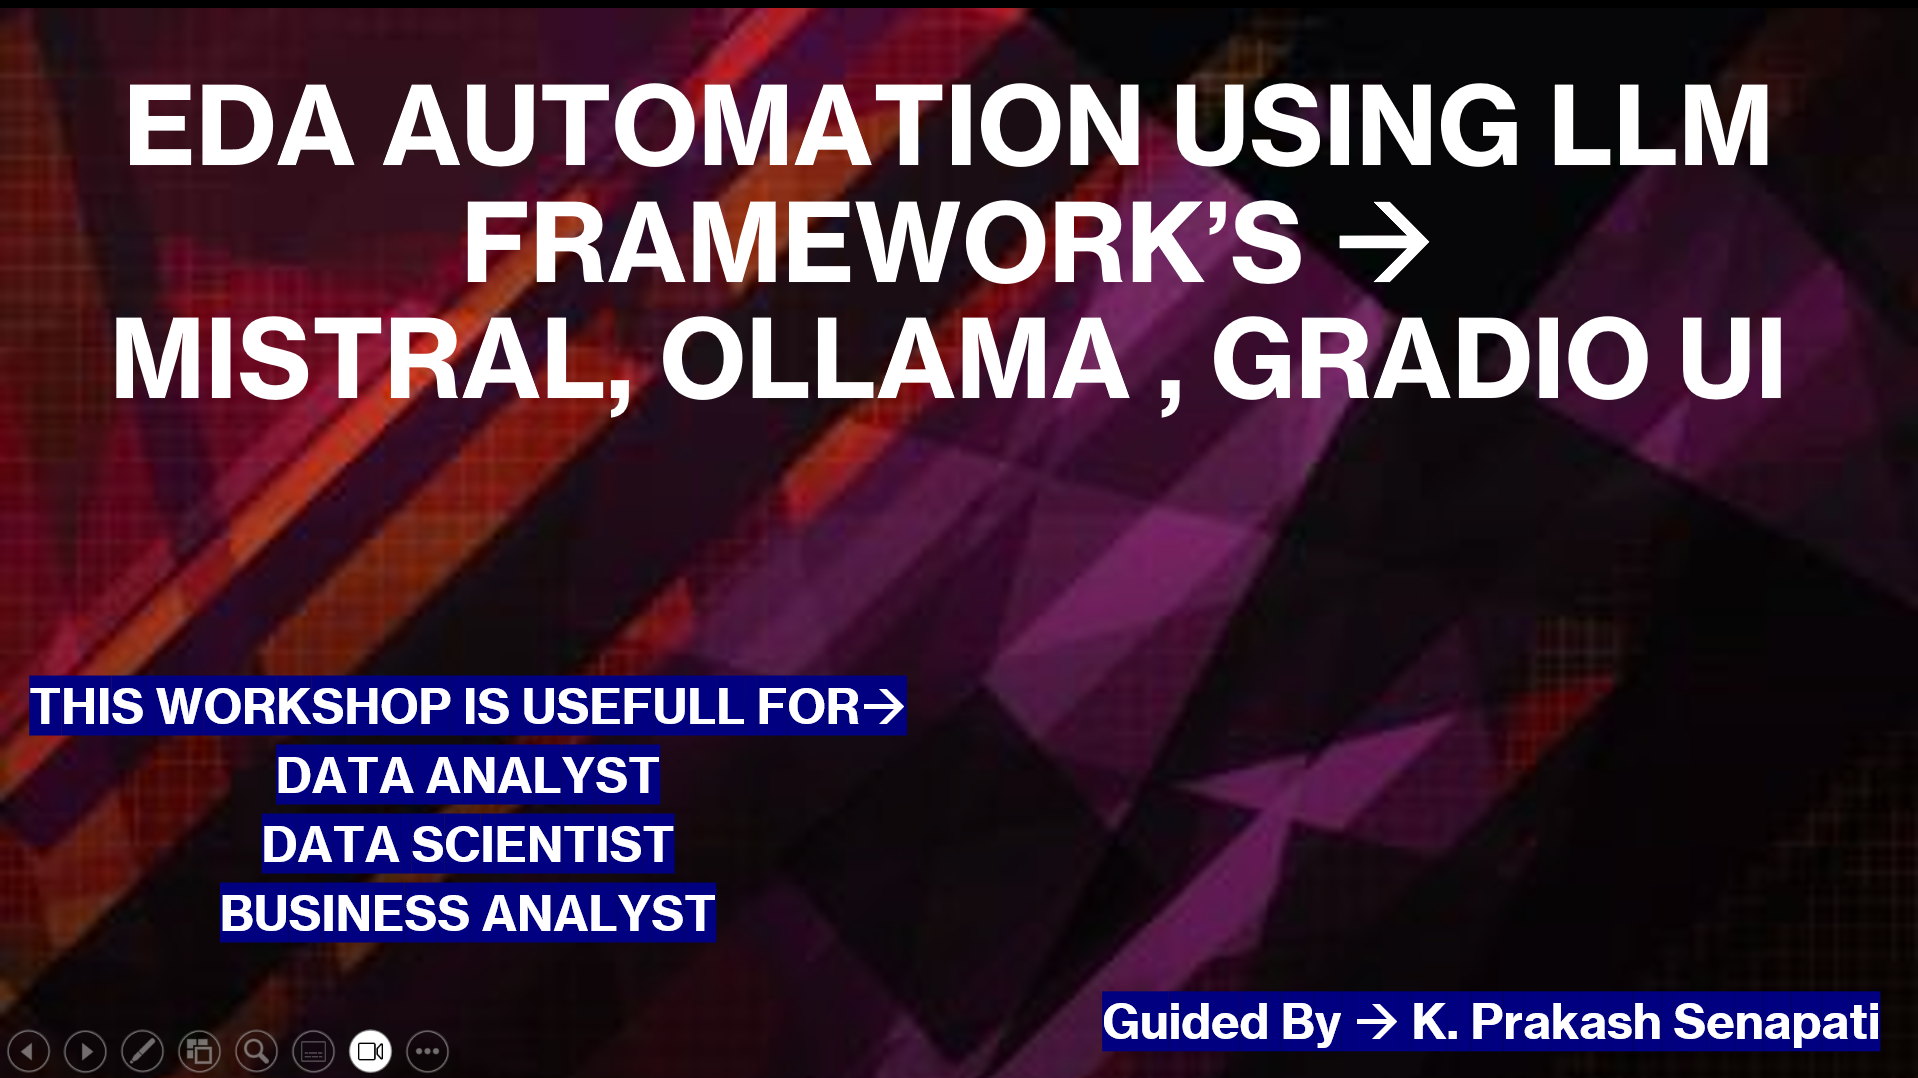 EDA AUTOMATION USING LLM
FRAMEWORK’S →
MISTRAL, OLLAMA , GRADIO UI
THIS WORKSHOP IS USEFULL FOR→
DATA ANALYST
DATA SCIENTIST
BUSINESS ANALYST
Guided By → K. Prakash Senapati